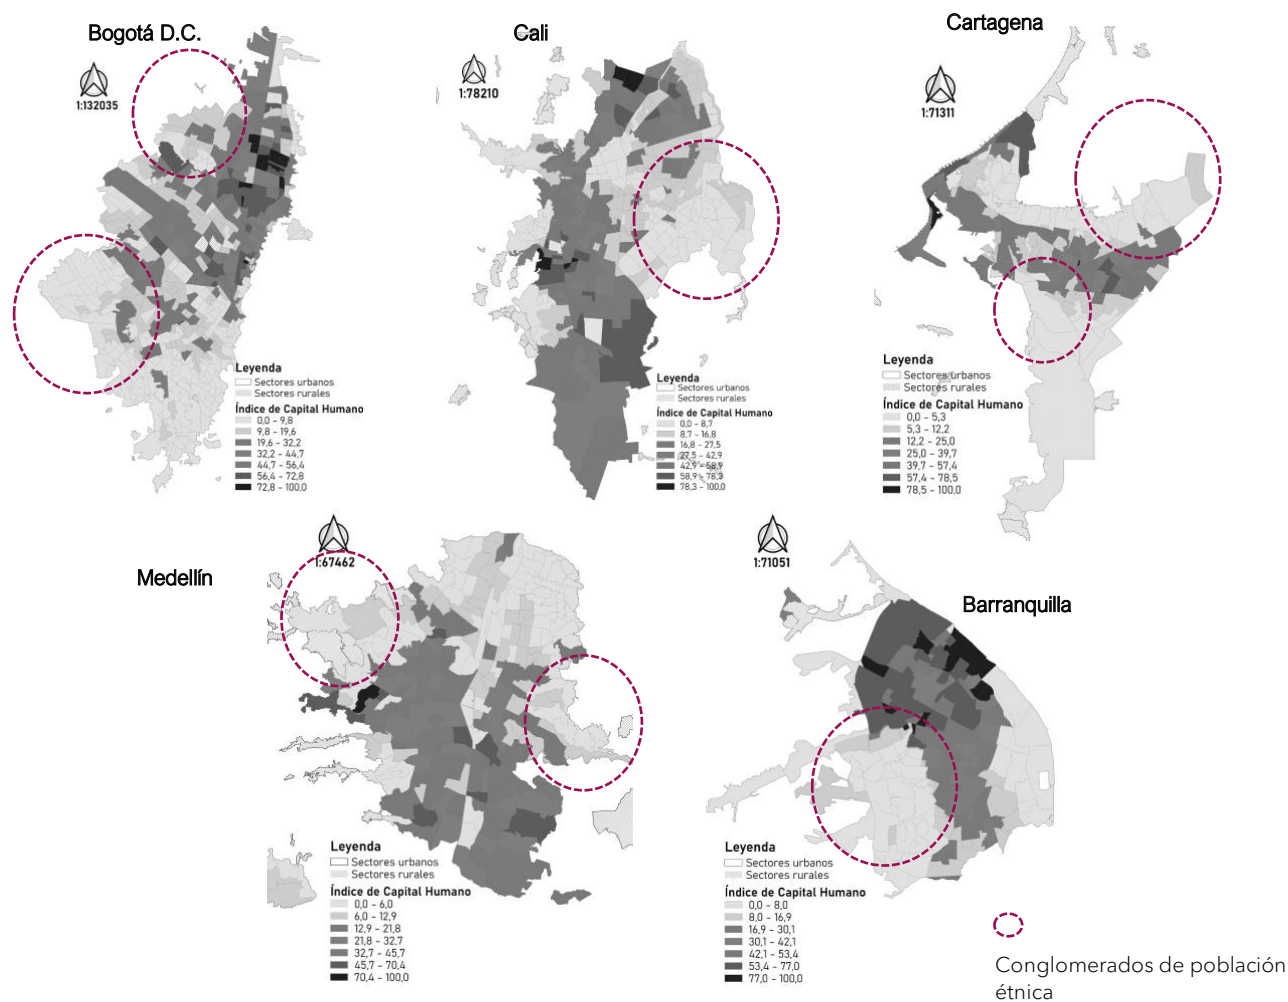 Bogotá D.C.
1:132035
Leyenda
Sectores urbanos
Sectores rurales
Índice de Capital Humano
0,0 - 9,8
9,8 - 19,6
19,6 - 32,2
32,2 - 44,7
44,7 - 56,4
56,4 - 72,8
72,8 - 100,0
Cali
1:78210
Leyenda
Sectores urbanos
Sectores rurales
Índice de Capital Humano
0,0 - 8,7
8,7 - 16,8
16,8 - 27,5
27,5 - 42,9
42,9 - 58,9
58,9 - 78,3
78,3 - 100,0
Cartagena
1:71311
Leyenda
Sectores urbanos
Sectores rurales
Índice de Capital Humano
0,0 - 5,3
5,3 - 12,2
12,2 - 25,0
25,0 - 39,7
39,7 - 57,4
57,4 - 78,5
78,5 - 100,0
Medellín
1:67462
Leyenda
Sectores urbanos
Sectores rurales
Índice de Capital Humano
0,0 - 6,0
6,0 - 12,9
12,9 - 21,8
21,8 - 32,7
32,7 - 45,7
45,7 - 70,4
70,4 - 100,0
Barranquilla
1:71051
Leyenda
Sectores urbanos
Sectores rurales
Índice de Capital Humano
0,0 - 8,0
8,0 - 16,9
16,9 - 30,1
30,1 - 42,1
42,1 - 53,4
53,4 - 77,0
77,0 - 100,0
Conglomerados de población
étnica